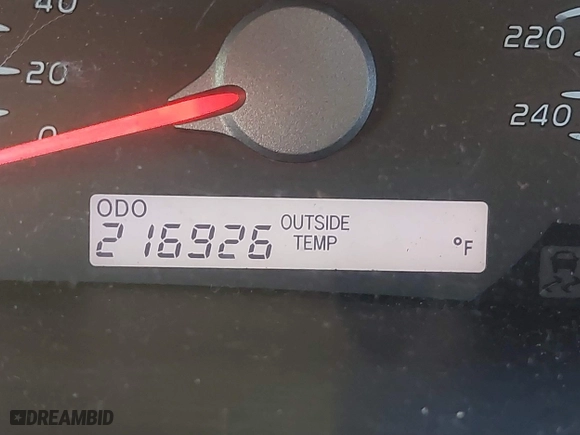 40
20
0
220
240
ODO
216926
OUTSIDE
TEMP
°F
DREAMBID